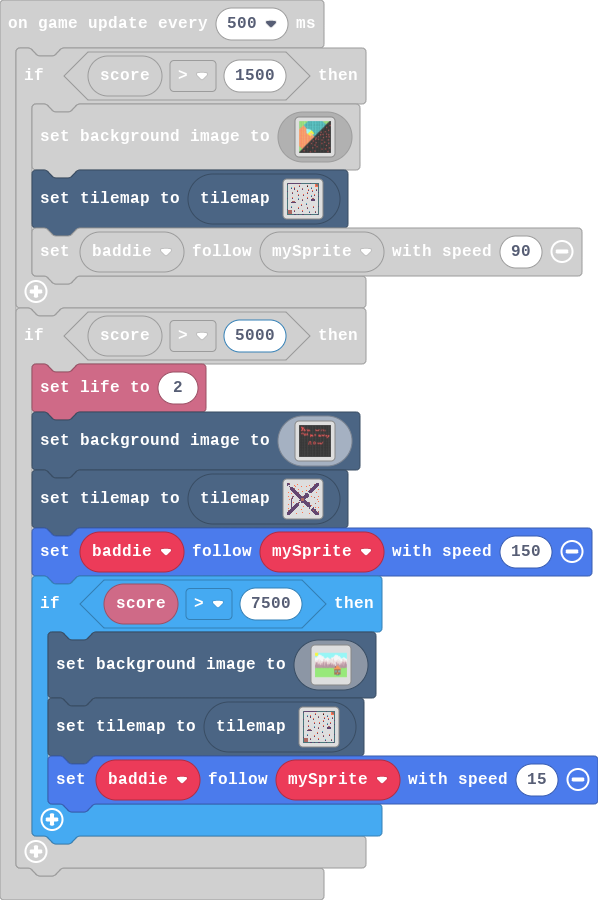 on game update every 500 ms
if score > 1500 then
set background image to
set tilemap to tilemap
set baddie follow mySprite with speed 90
if score > 5000 then
set life to 2
set background image to
set tilemap to tilemap
set baddie follow mySprite with speed 150
if score > 7500 then
set background image to
set tilemap to tilemap
set baddie follow mySprite with speed 15